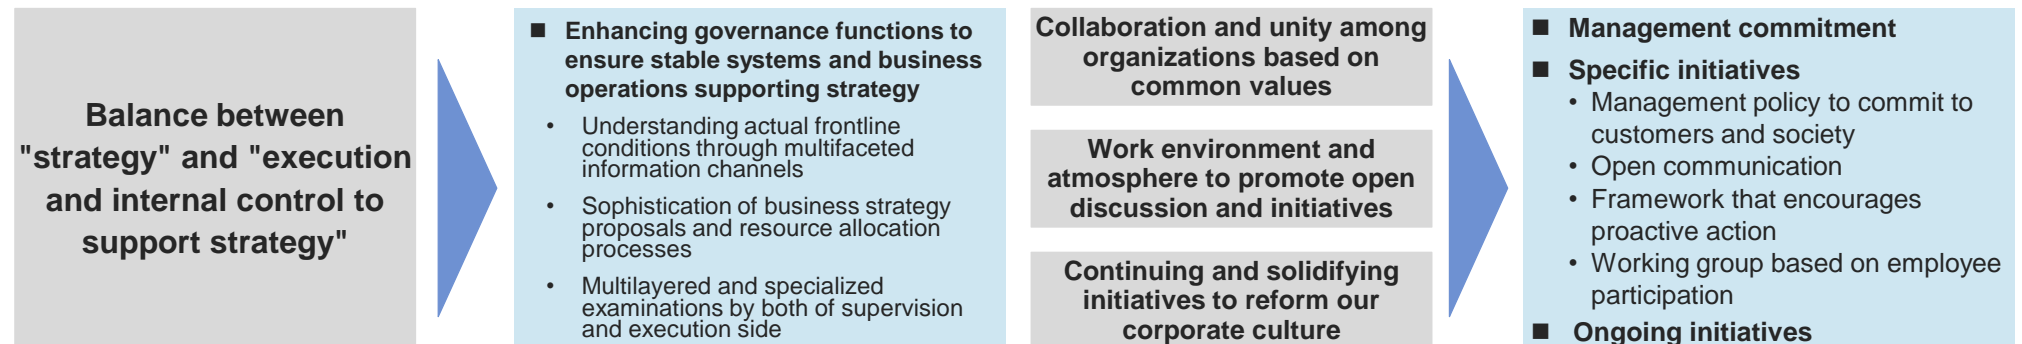 Balance between
"strategy" and "execution
and internal control to
support strategy"
■ Enhancing governance functions to
ensure stable systems and business
operations supporting strategy
• Understanding actual frontline
conditions through multifaceted
information channels
• Sophistication of business strategy
proposals and resource allocation
processes
• Multilayered and specialized
examinations by both of supervision
and execution side
Collaboration and unity among
organizations based on
common values
Work environment and
atmosphere to promote open
discussion and initiatives
Continuing and solidifying
initiatives to reform our
corporate culture
■ Management commitment
■ Specific initiatives
• Management policy to commit to
customers and society
• Open communication
• Framework that encourages
proactive action
• Working group based on employee
participation
■ Ongoing initiatives